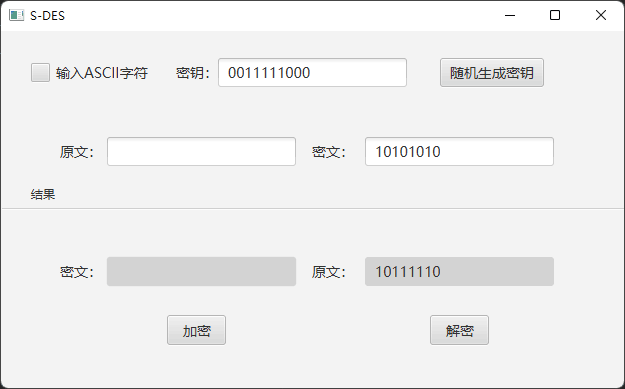 S-DES
输入ASCII字符 密钥： 0011111000 随机生成密钥
原文： 密文： 10101010
结果
密文： 原文： 10111110
加密 解密